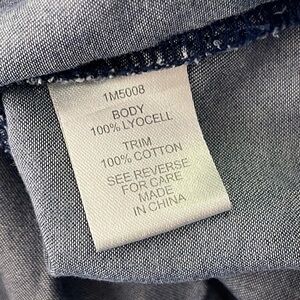 1M5008
BODY
100% LYOCELL
TRIM
100% COTTON
SEE REVERSE
FOR CARE
MADE
IN CHINA